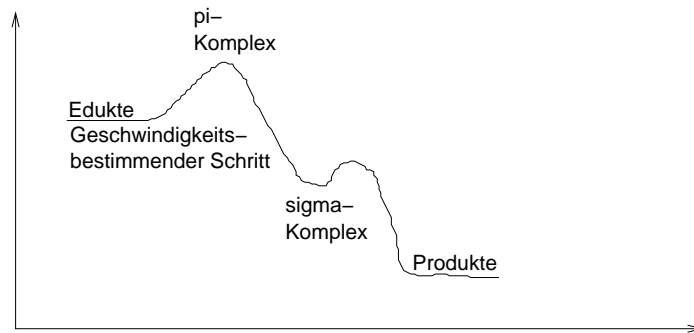 pi–
Komplex
Edukte
Geschwindigkeits–
bestimmender Schritt
sigma–
Komplex
Produkte